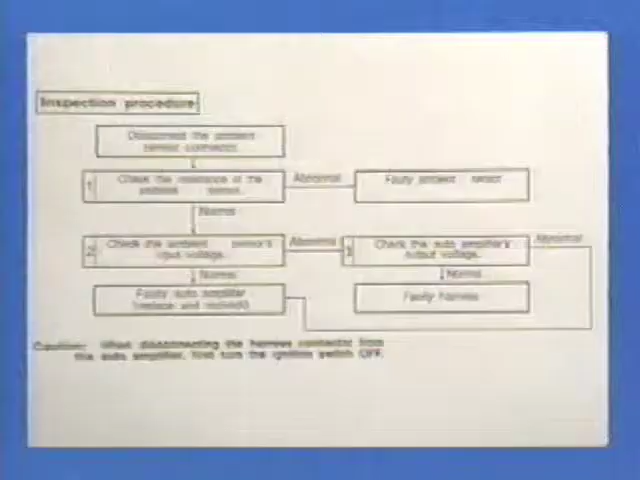 Inspection procedure
Disconnect the ambient
sensor connector.
1 Check the resistance of the
ambient sensor.
Abnormal
Faulty ambient sensor
Normal
2 Check the ambient sensor's
input voltage.
Abnormal
3 Check the auto amplifier's
output voltage.
Abnormal
Normal
Normal
Faulty auto amplifier
(replace and recheck)
Faulty harness
Caution: When disconnecting the harness connector from
the auto amplifier, first turn the ignition switch OFF.